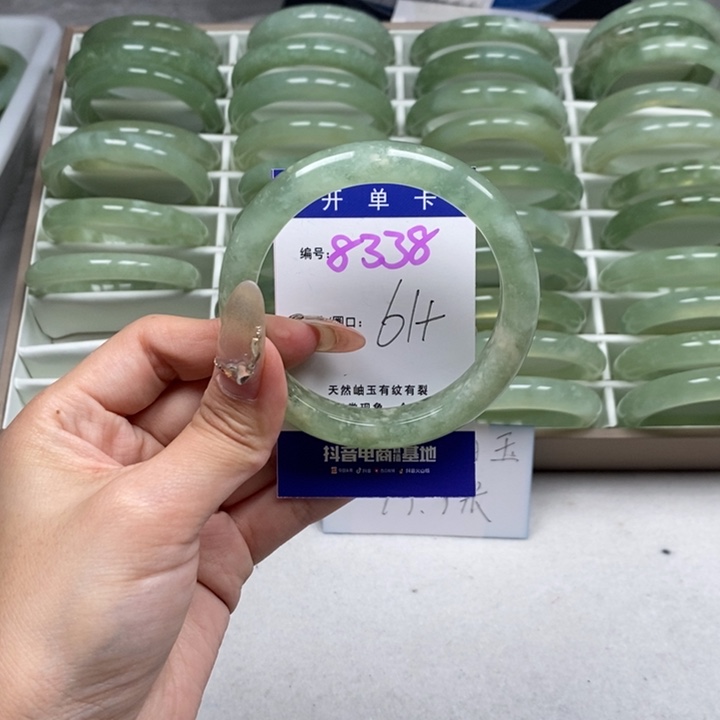 开单卡
编号:8338
圈口: 61+
天然岫玉有纹有裂
抖音电商 基地
玉